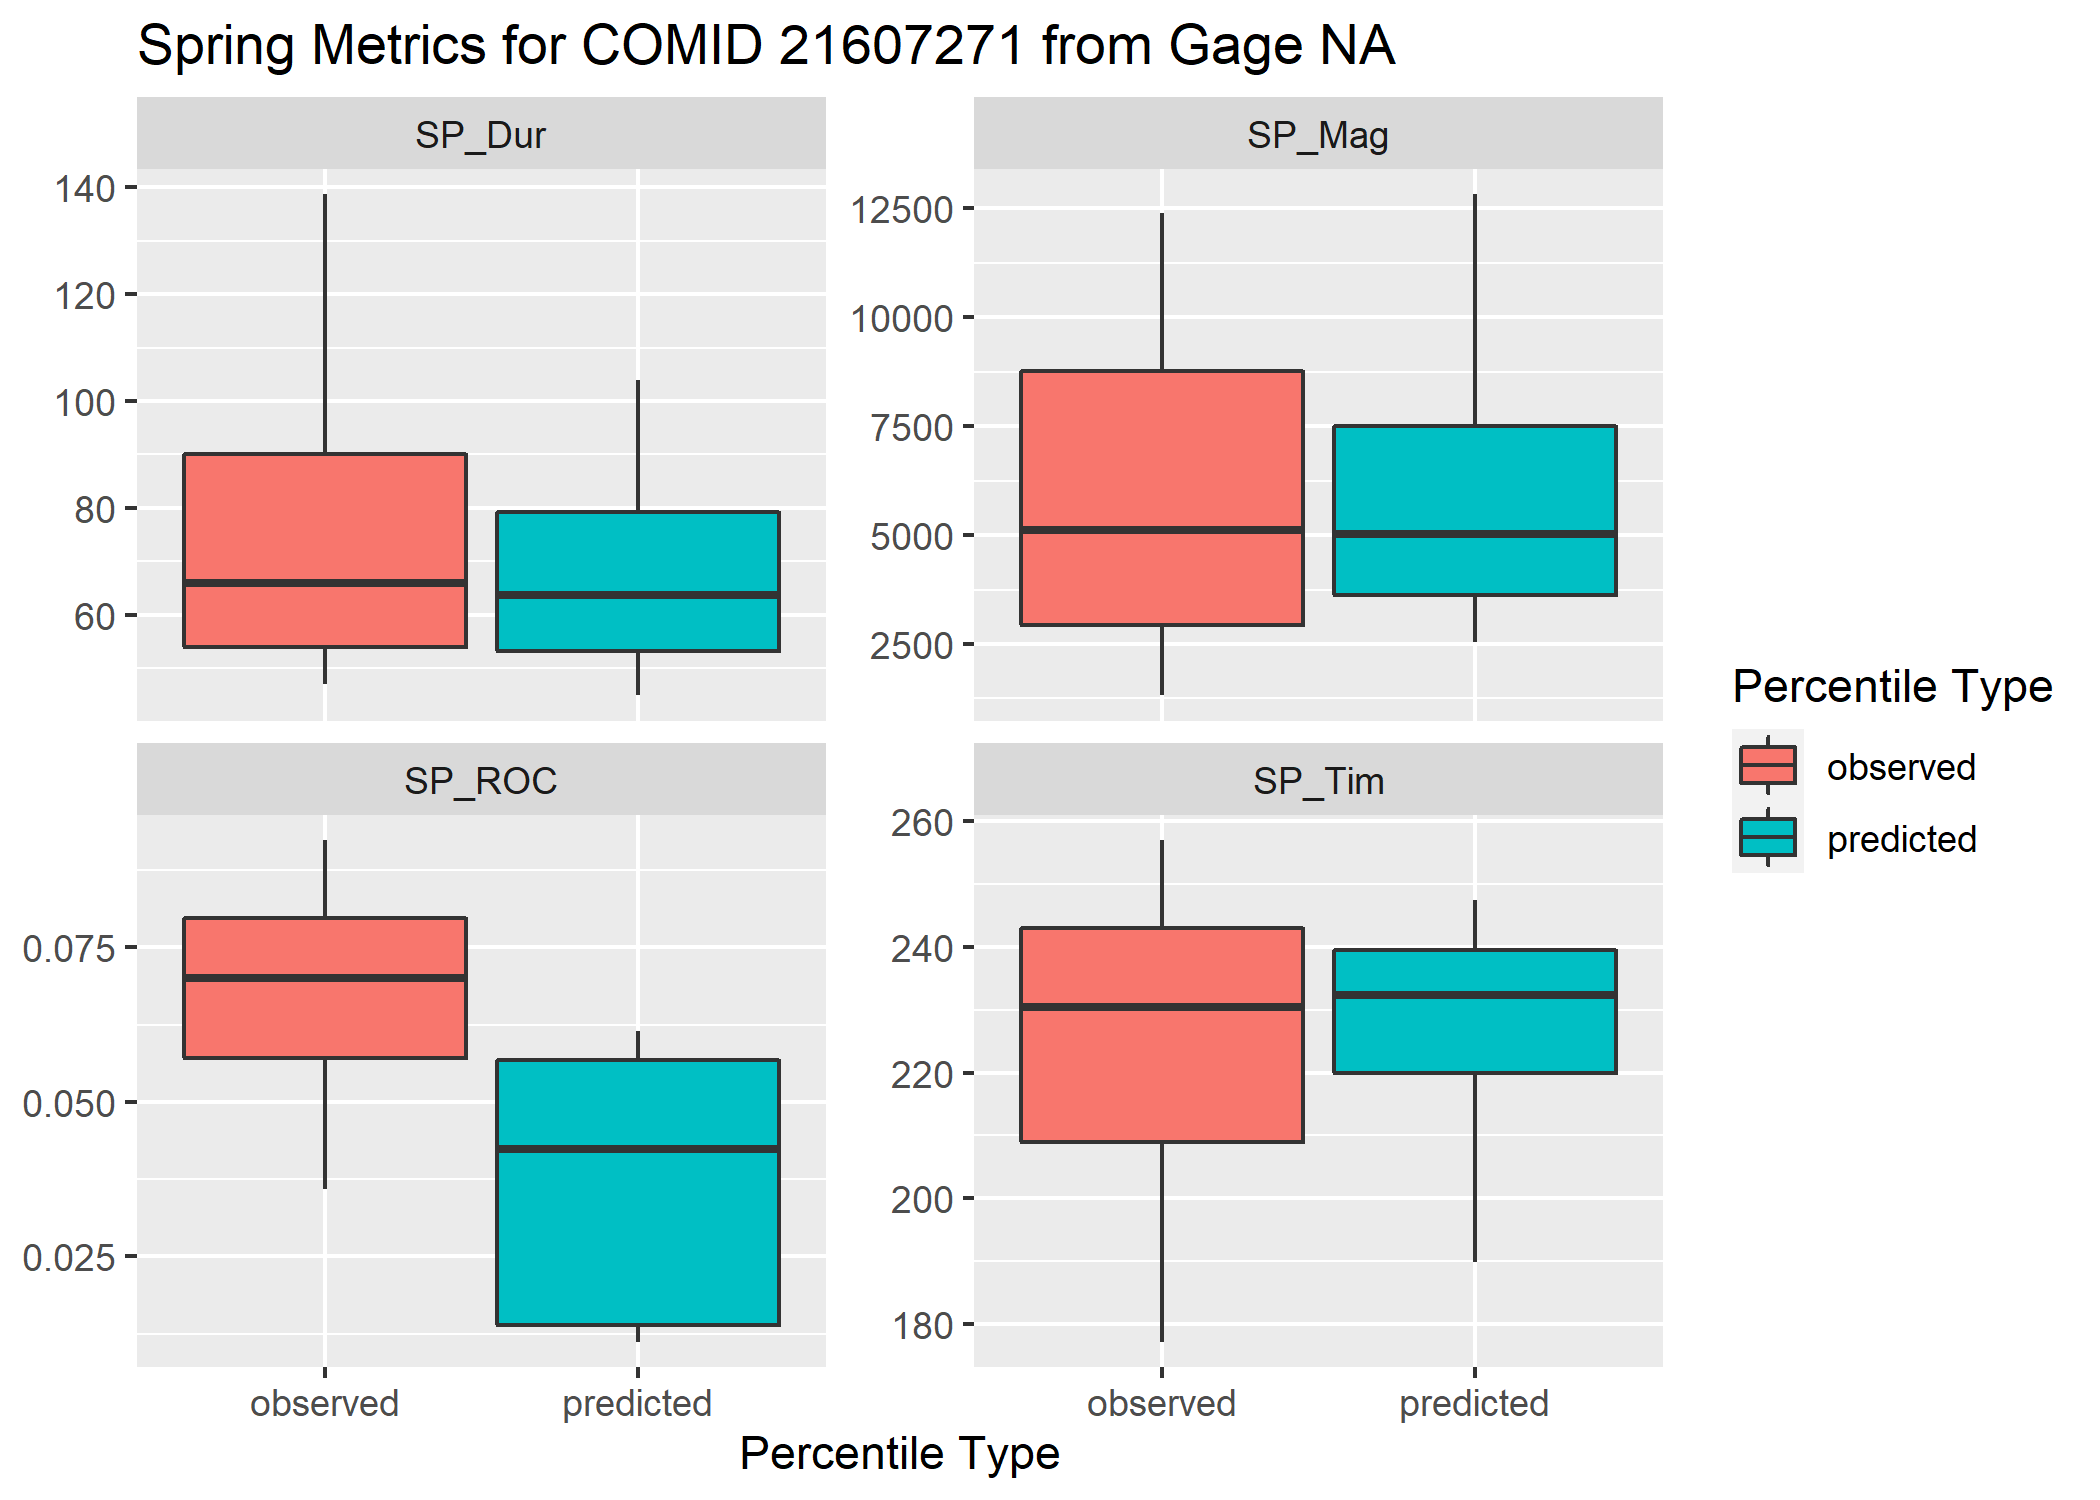 Spring Metrics for COMID 21607271 from Gage NA
SP_Dur
SP_Mag
140
120
100
80
60
12500
10000
7500
5000
2500
SP_ROC
SP_Tim
0.075
0.050
0.025
260
240
220
200
180
observed
predicted
observed
predicted
Percentile Type
Percentile Type
observed
predicted